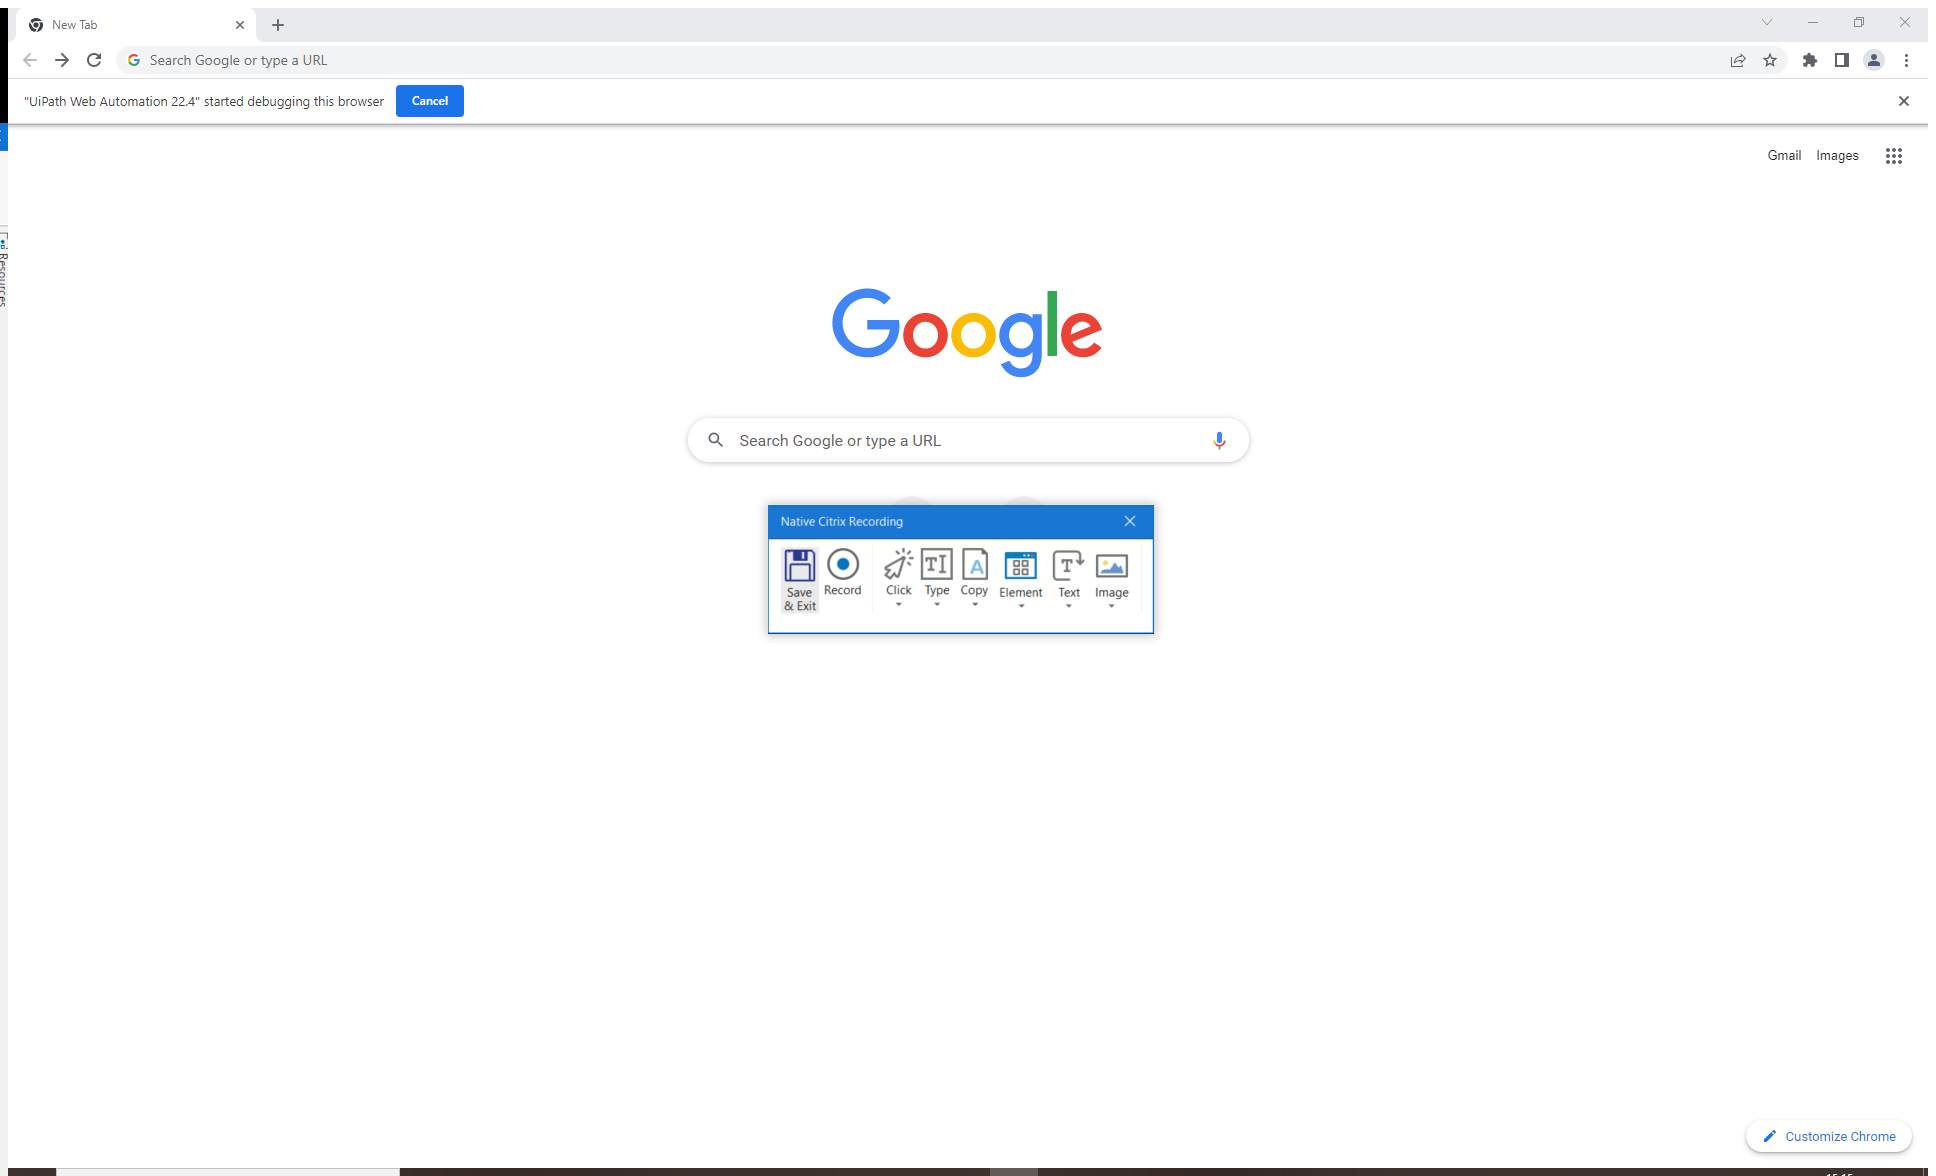 New Tab
Search Google or type a URL
"UiPath Web Automation 22.4" started debugging this browser
Cancel
Gmail
Images
Resources
Google
Search Google or type a URL
Native Citrix Recording
Save
& Exit
Record
Click
Type
Copy
Element
Text
Image
Customize Chrome